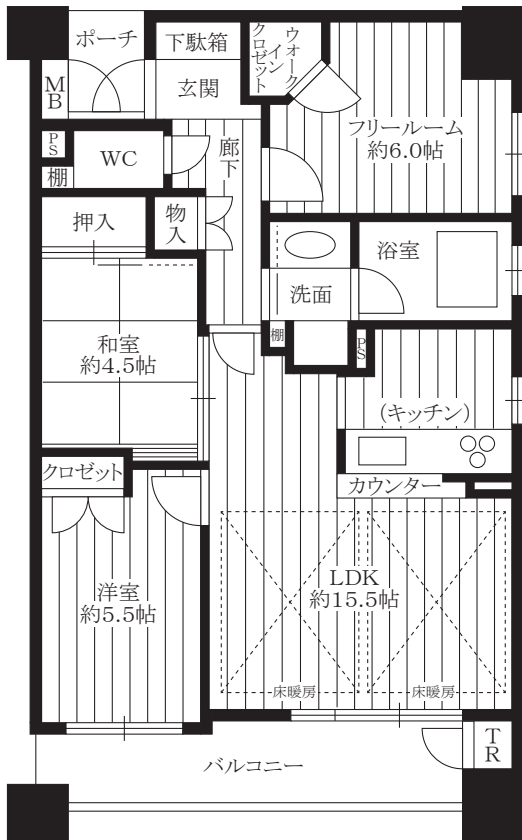 ポーチ
下駄箱
ウォーク
イン
クロゼット
MB
玄関
フリールーム
約6.0帖
PS
WC
棚
廊下
押入
物入
浴室
洗面
和室
約4.5帖
棚
PS
(キッチン)
クロゼット
カウンター
洋室
約5.5帖
LDK
約15.5帖
床暖房
床暖房
TR
バルコニー